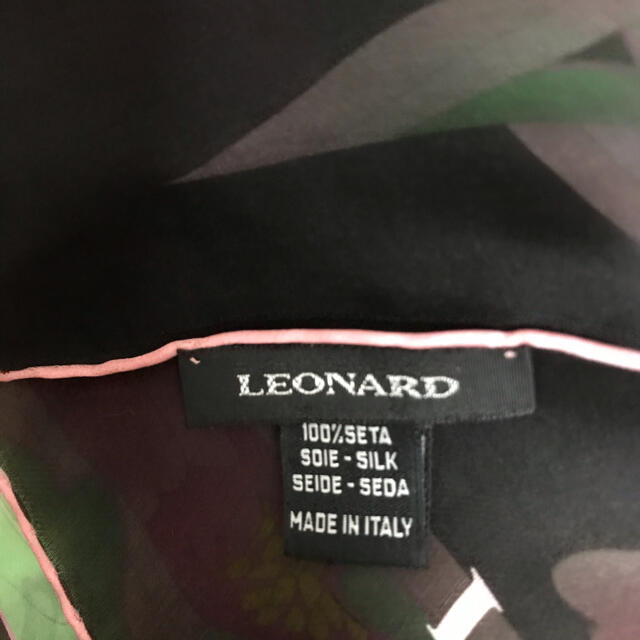 LEONARD
100%SETA
SOIE - SILK
SEIDE - SEDA
MADE IN ITALY